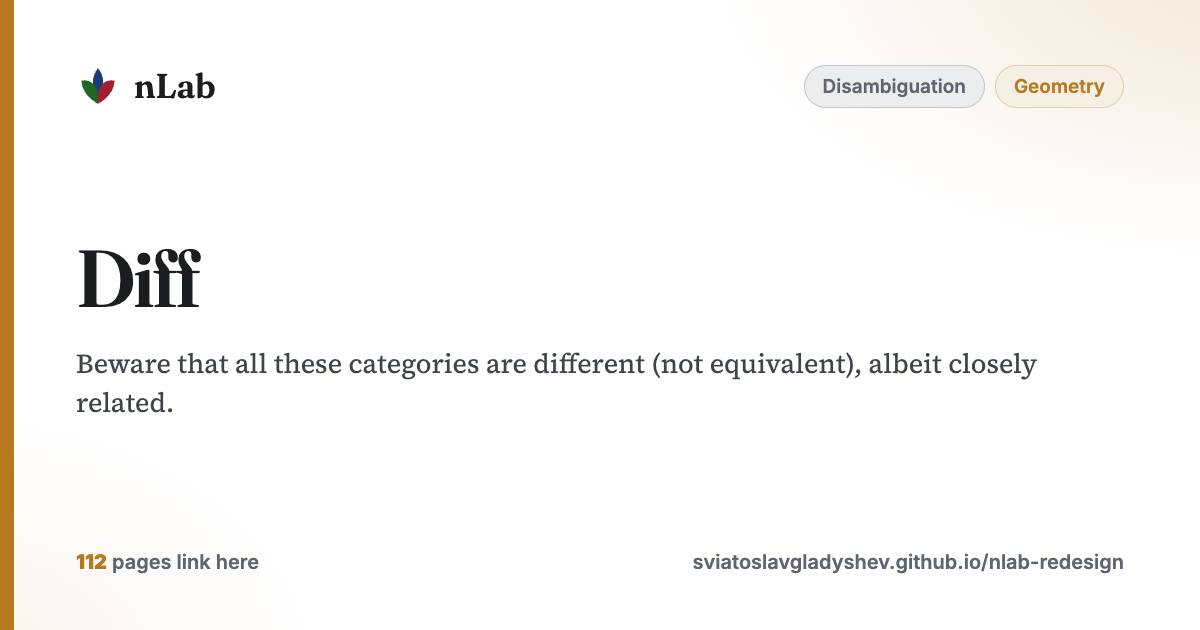 nLab
Disambiguation
Geometry
Diff
Beware that all these categories are different (not equivalent), albeit closely
related.
112 pages link here
sviatoslavgladyshev.github.io/nlab-redesign